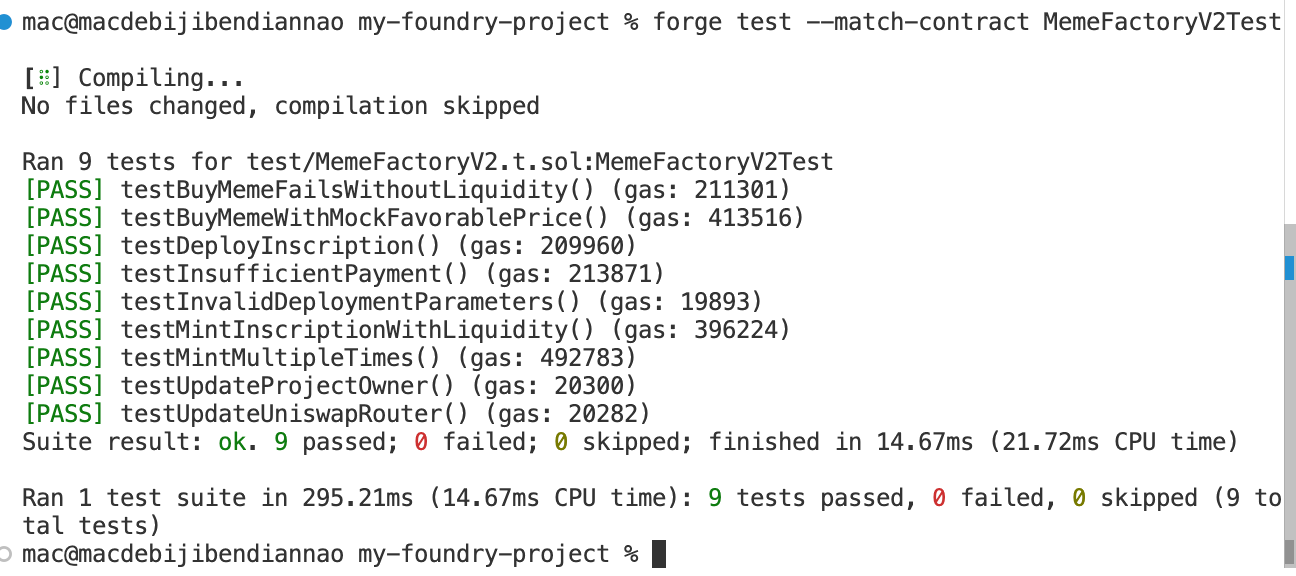 mac@macdebijibendiannao my-foundry-project % forge test --match-contract MemeFactoryV2Test
[⠿] Compiling...
No files changed, compilation skipped
Ran 9 tests for test/MemeFactoryV2.t.sol:MemeFactoryV2Test
[PASS] testBuyMemeFailsWithoutLiquidity() (gas: 211301)
[PASS] testBuyMemeWithMockFavorablePrice() (gas: 413516)
[PASS] testDeployInscription() (gas: 209960)
[PASS] testInsufficientPayment() (gas: 213871)
[PASS] testInvalidDeploymentParameters() (gas: 19893)
[PASS] testMintInscriptionWithLiquidity() (gas: 396224)
[PASS] testMintMultipleTimes() (gas: 492783)
[PASS] testUpdateProjectOwner() (gas: 20300)
[PASS] testUpdateUniswapRouter() (gas: 20282)
Suite result: ok. 9 passed; 0 failed; 0 skipped; finished in 14.67ms (21.72ms CPU time)
Ran 1 test suite in 295.21ms (14.67ms CPU time): 9 tests passed, 0 failed, 0 skipped (9 to
tal tests)
mac@macdebijibendiannao my-foundry-project %